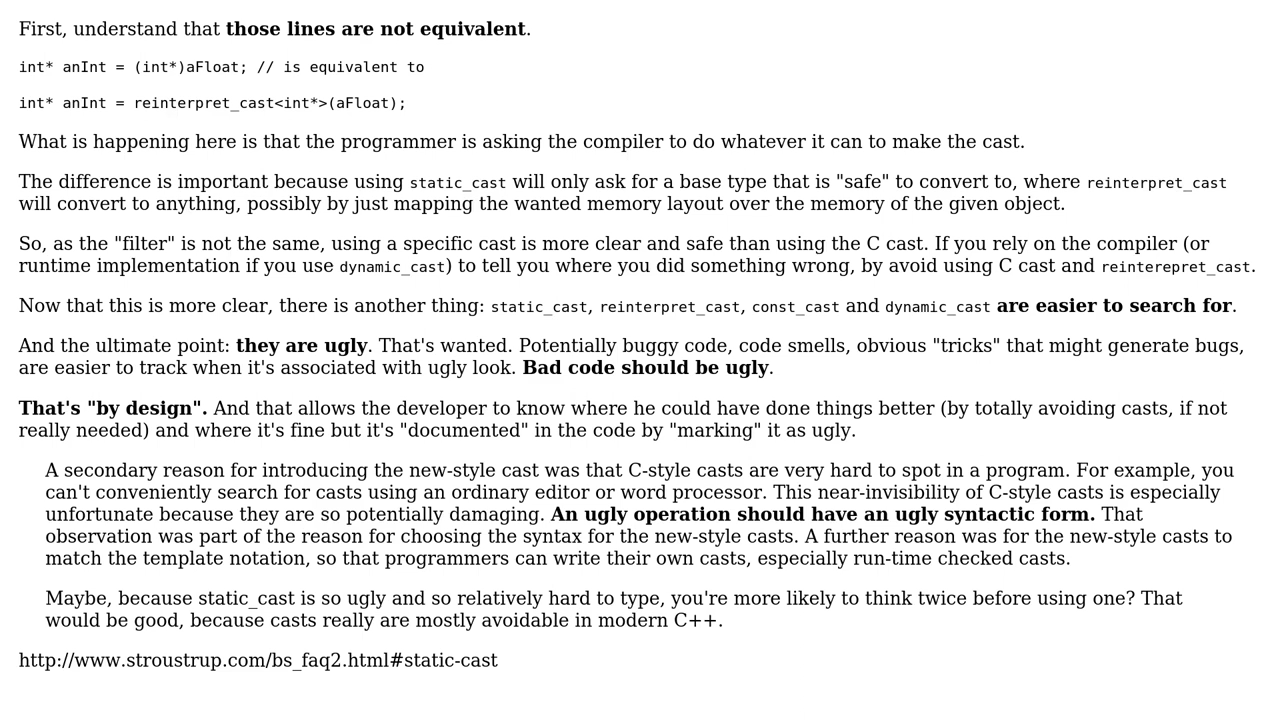 First, understand that those lines are not equivalent.
int* anInt = (int*)aFloat; // is equivalent to
int* anInt = reinterpret_cast<int*>(aFloat);
What is happening here is that the programmer is asking the compiler to do whatever it can to make the cast.
The difference is important because using static_cast will only ask for a base type that is "safe" to convert to, where reinterpret_cast
will convert to anything, possibly by just mapping the wanted memory layout over the memory of the given object.
So, as the "filter" is not the same, using a specific cast is more clear and safe than using the C cast. If you rely on the compiler (or
runtime implementation if you use dynamic_cast) to tell you where you did something wrong, by avoid using C cast and reinterepret_cast.
Now that this is more clear, there is another thing: static_cast, reinterpret_cast, const_cast and dynamic_cast are easier to search for.
And the ultimate point: they are ugly. That's wanted. Potentially buggy code, code smells, obvious "tricks" that might generate bugs,
are easier to track when it's associated with ugly look. Bad code should be ugly.
That's "by design". And that allows the developer to know where he could have done things better (by totally avoiding casts, if not
really needed) and where it's fine but it's "documented" in the code by "marking" it as ugly.
A secondary reason for introducing the new-style cast was that C-style casts are very hard to spot in a program. For example, you
can't conveniently search for casts using an ordinary editor or word processor. This near-invisibility of C-style casts is especially
unfortunate because they are so potentially damaging. An ugly operation should have an ugly syntactic form. That
observation was part of the reason for choosing the syntax for the new-style casts. A further reason was for the new-style casts to
match the template notation, so that programmers can write their own casts, especially run-time checked casts.
Maybe, because static_cast is so ugly and so relatively hard to type, you're more likely to think twice before using one? That
would be good, because casts really are mostly avoidable in modern C++.
http://www.stroustrup.com/bs_faq2.html#static-cast